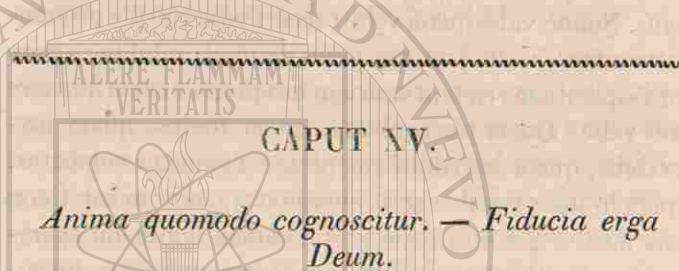 ALERE FLAMMAM
VERITATIS
CAPUT XV.
Anima quomodo cognoscitur. — Fiducia erga
Deum.